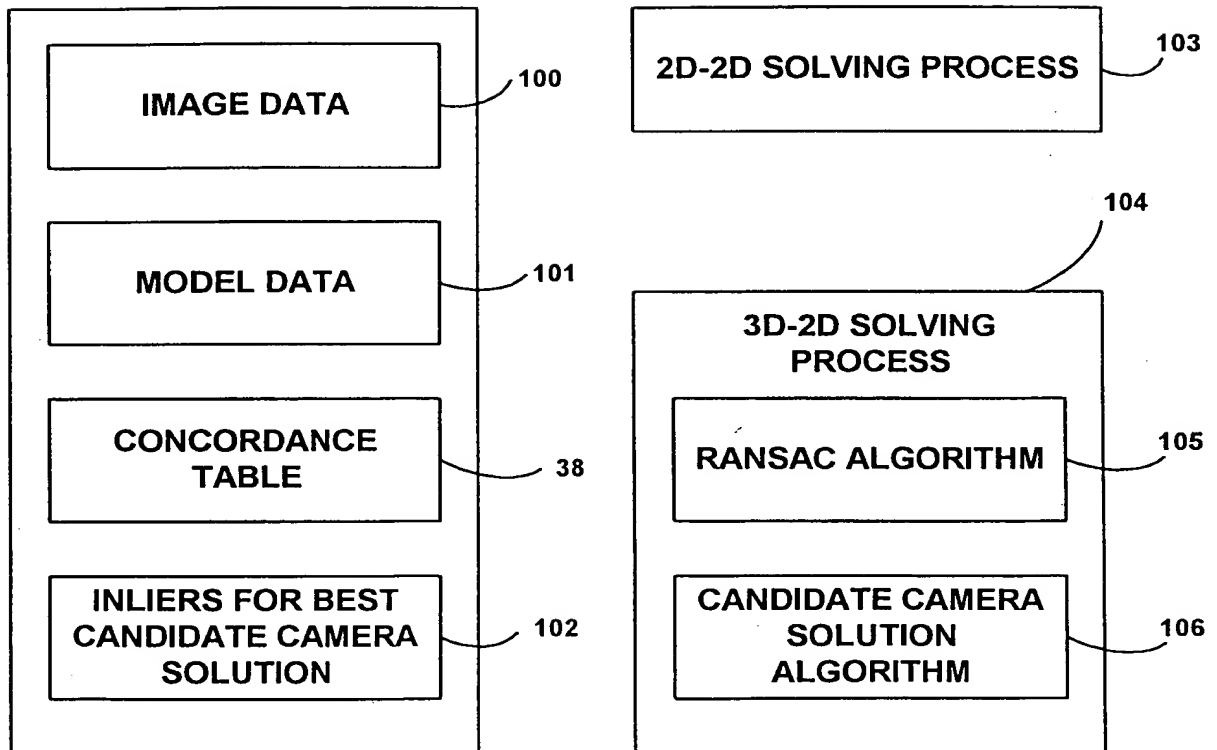 IMAGE DATA
100
MODEL DATA
101
CONCORDANCE
TABLE
38
INLIERS FOR BEST
CANDIDATE CAMERA
SOLUTION
102
2D-2D SOLVING PROCESS
103
104
3D-2D SOLVING
PROCESS
RANSAC ALGORITHM
105
CANDIDATE CAMERA
SOLUTION
ALGORITHM
106